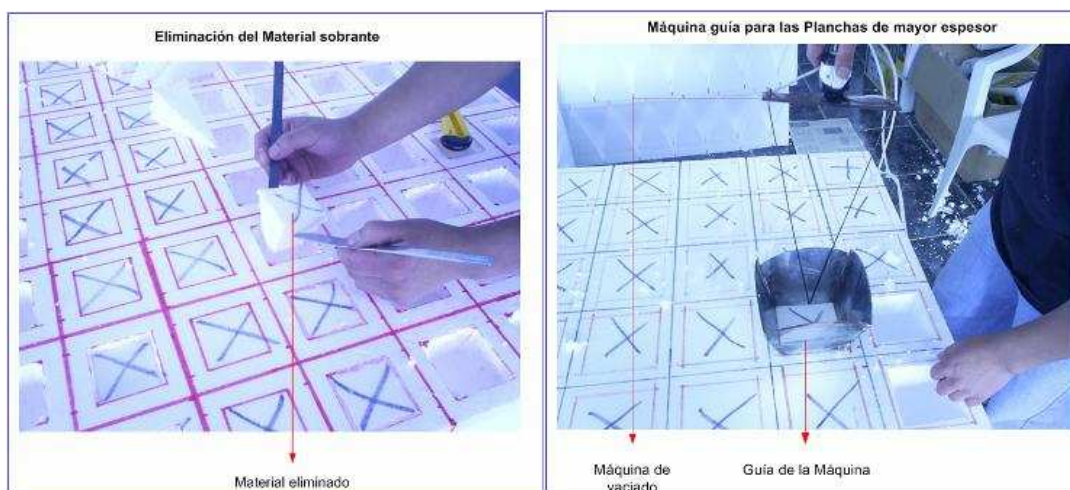 Eliminación del Material sobrante
Material eliminado
Máquina guía para las Planchas de mayor espesor
Máquina de
vaciado
Guía de la Máquina